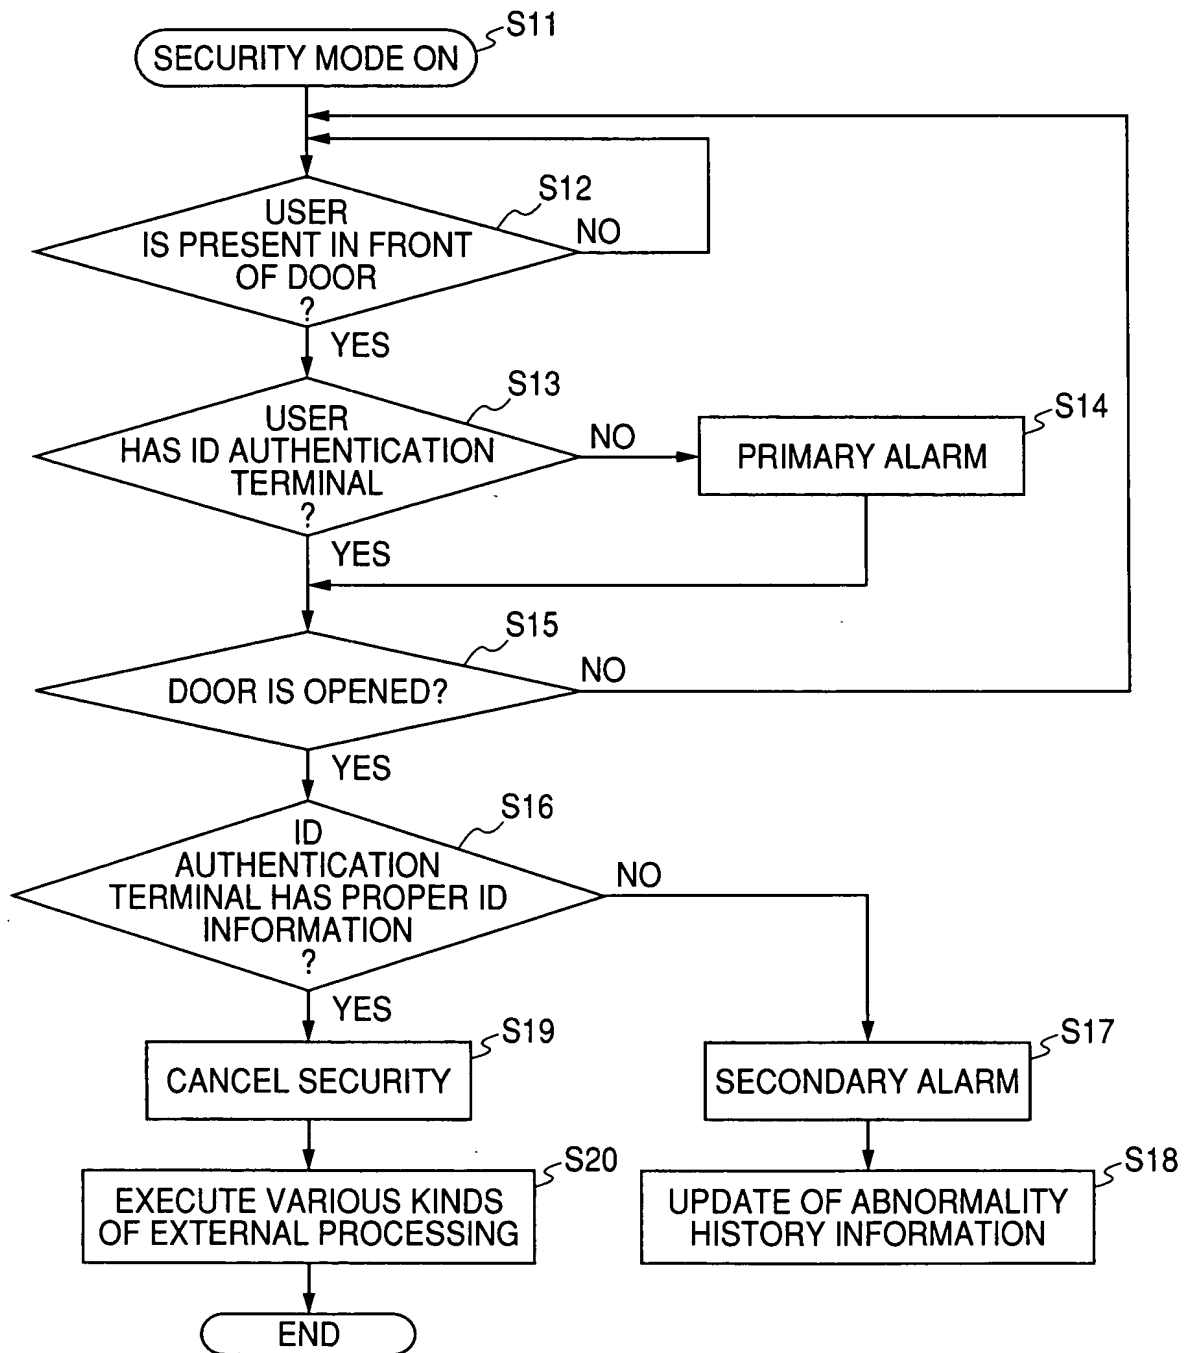 S11
SECURITY MODE ON
S12
USER
IS PRESENT IN FRONT
OF DOOR
?
NO
YES
S13
USER
HAS ID AUTHENTICATION
TERMINAL
?
NO
S14
PRIMARY ALARM
YES
S15
DOOR IS OPENED?
NO
YES
S16
ID
AUTHENTICATION
TERMINAL HAS PROPER ID
INFORMATION
?
NO
YES
S19
CANCEL SECURITY
S17
SECONDARY ALARM
S20
EXECUTE VARIOUS KINDS
OF EXTERNAL PROCESSING
S18
UPDATE OF ABNORMALITY
HISTORY INFORMATION
END